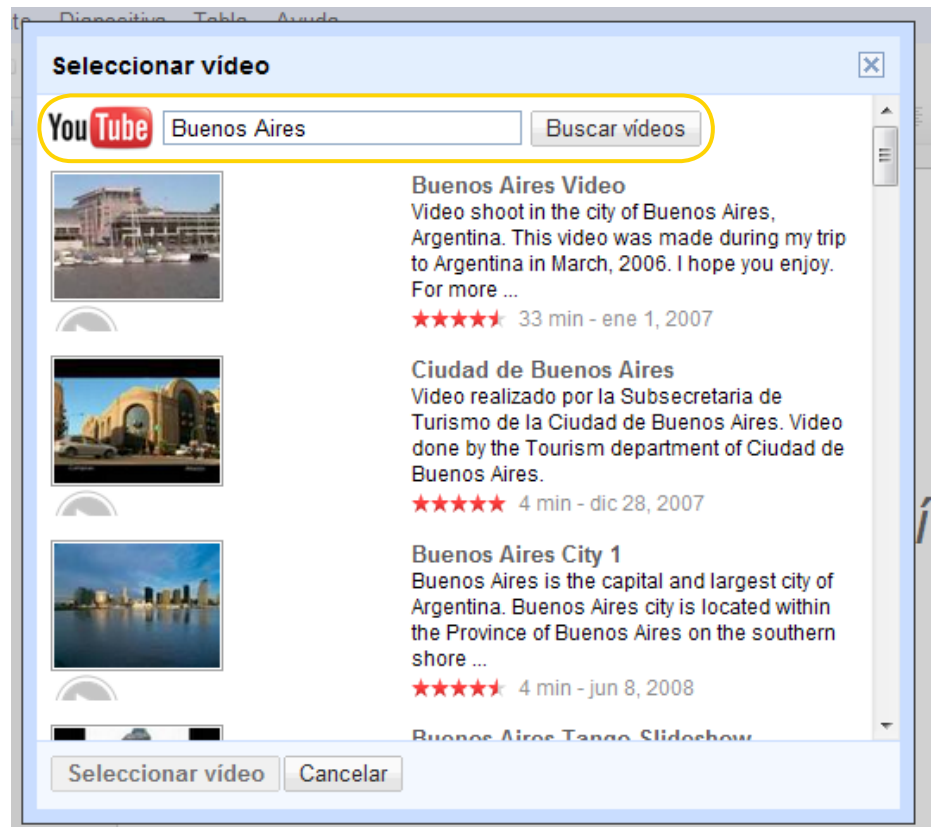 Diapositiva Tabla Ayuda
Seleccionar vídeo
YouTube Buenos Aires Buscar vídeos
Buenos Aires Video
Video shoot in the city of Buenos Aires,
Argentina. This video was made during my trip
to Argentina in March, 2006. I hope you enjoy.
For more ...
33 min - ene 1, 2007
Ciudad de Buenos Aires
Video realizado por la Subsecretaria de
Turismo de la Ciudad de Buenos Aires. Video
done by the Tourism department of Ciudad de
Buenos Aires.
4 min - dic 28, 2007
Buenos Aires City 1
Buenos Aires is the capital and largest city of
Argentina. Buenos Aires city is located within
the Province of Buenos Aires on the southern
shore ...
4 min - jun 8, 2008
Buenos Aires Tango Slideshow
Seleccionar vídeo Cancelar